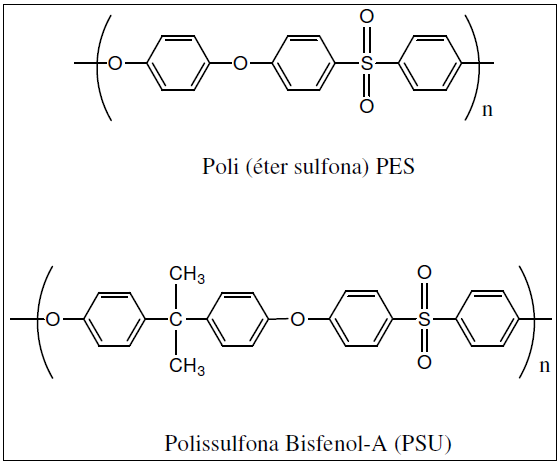 O
O O S
O
n
Poli (éter sulfona) PES
CH3 O
O C O S
CH3 O
n
Polissulfona Bisfenol-A (PSU)